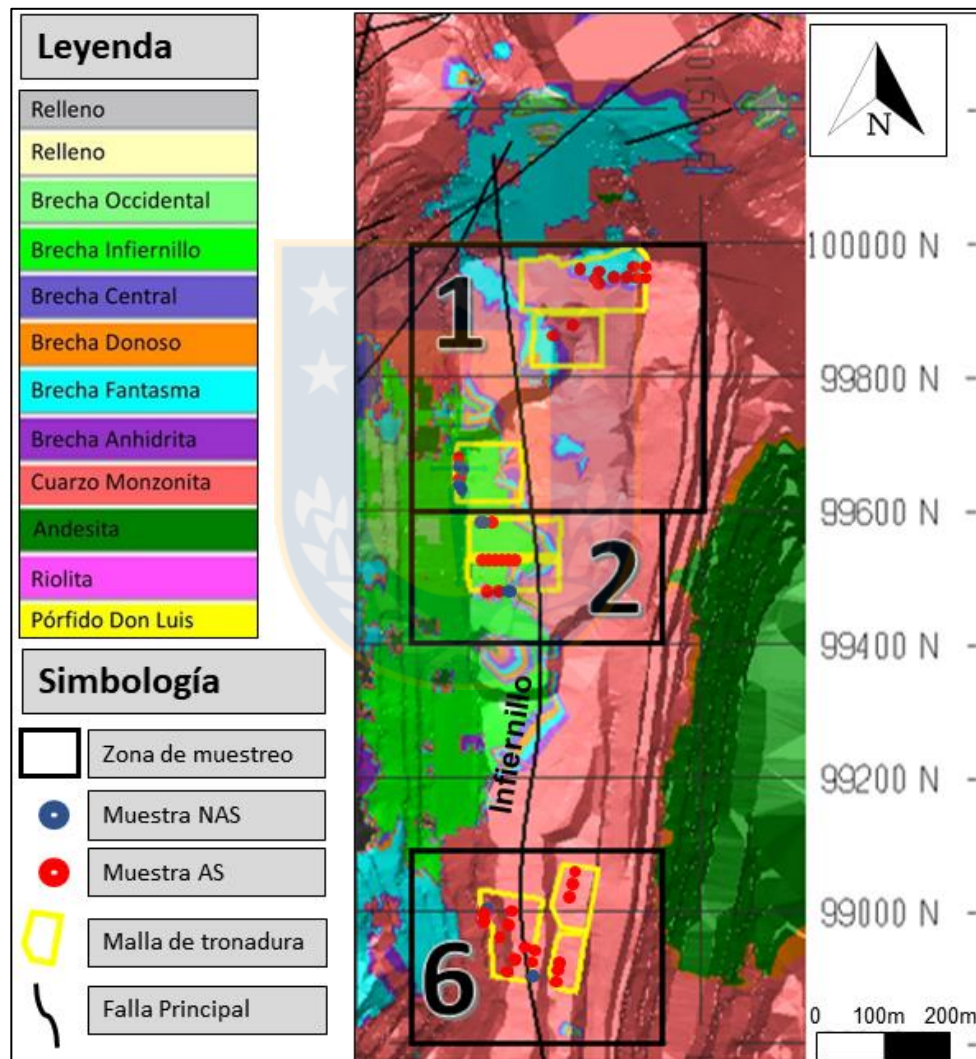 Leyenda
Relleno
Relleno
Brecha Occidental
Brecha Infiernillo
Brecha Central
Brecha Donoso
Brecha Fantasma
Brecha Anhidrita
Cuarzo Monzonita
Andesita
Riolita
Pórfido Don Luis
Simbología
Zona de muestreo
Muestra NAS
Muestra AS
Malla de tronadura
Falla Principal
N
1
2
6
Infiernillo
100000 N
99800 N
99600 N
99400 N
99200 N
99000 N
0 100m 200m